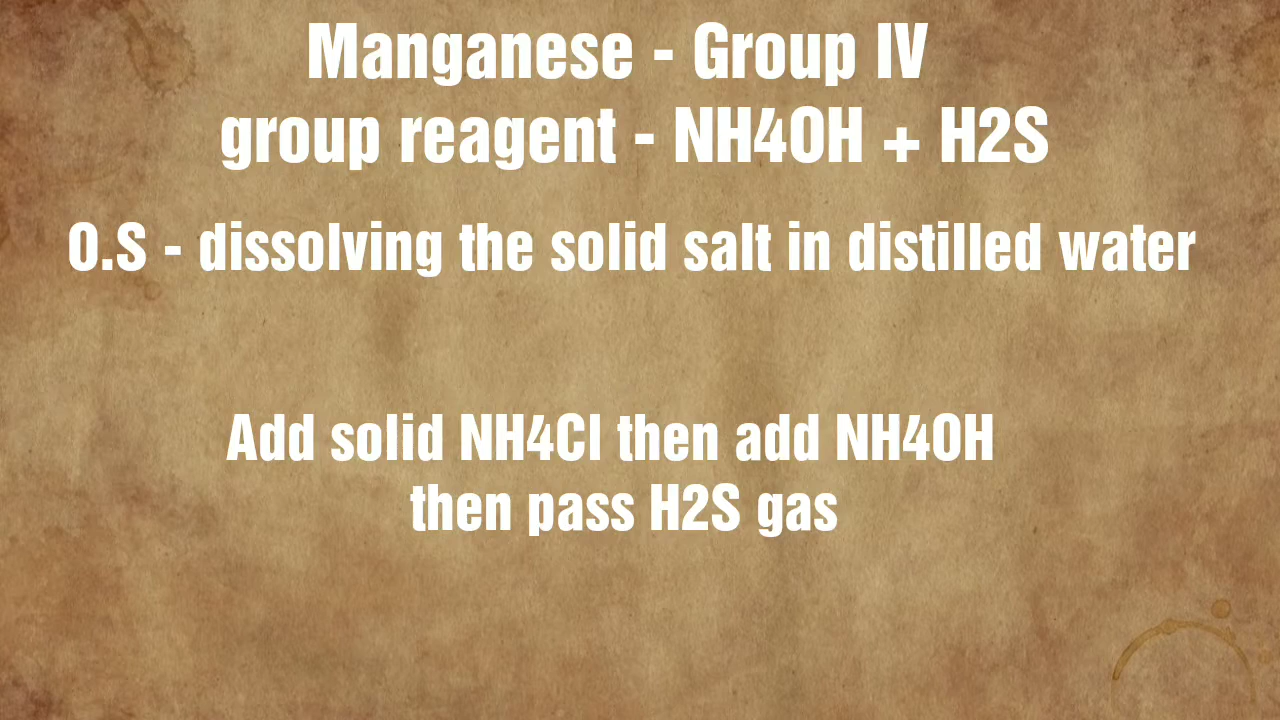 Manganese - Group IV
group reagent - NH4OH + H2S
O.S - dissolving the solid salt in distilled water
Add solid NH4Cl then add NH4OH
then pass H2S gas